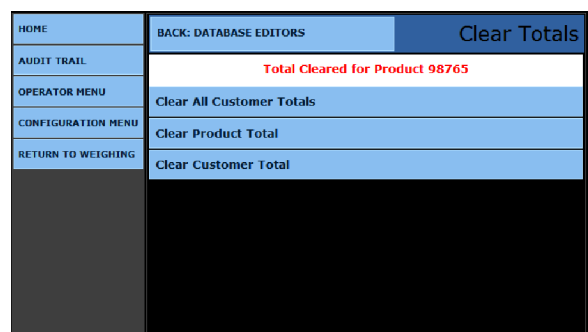 HOME
AUDIT TRAIL
OPERATOR MENU
CONFIGURATION MENU
RETURN TO WEIGHING
BACK: DATABASE EDITORS
Clear Totals
Total Cleared for Product 98765
Clear All Customer Totals
Clear Product Total
Clear Customer Total